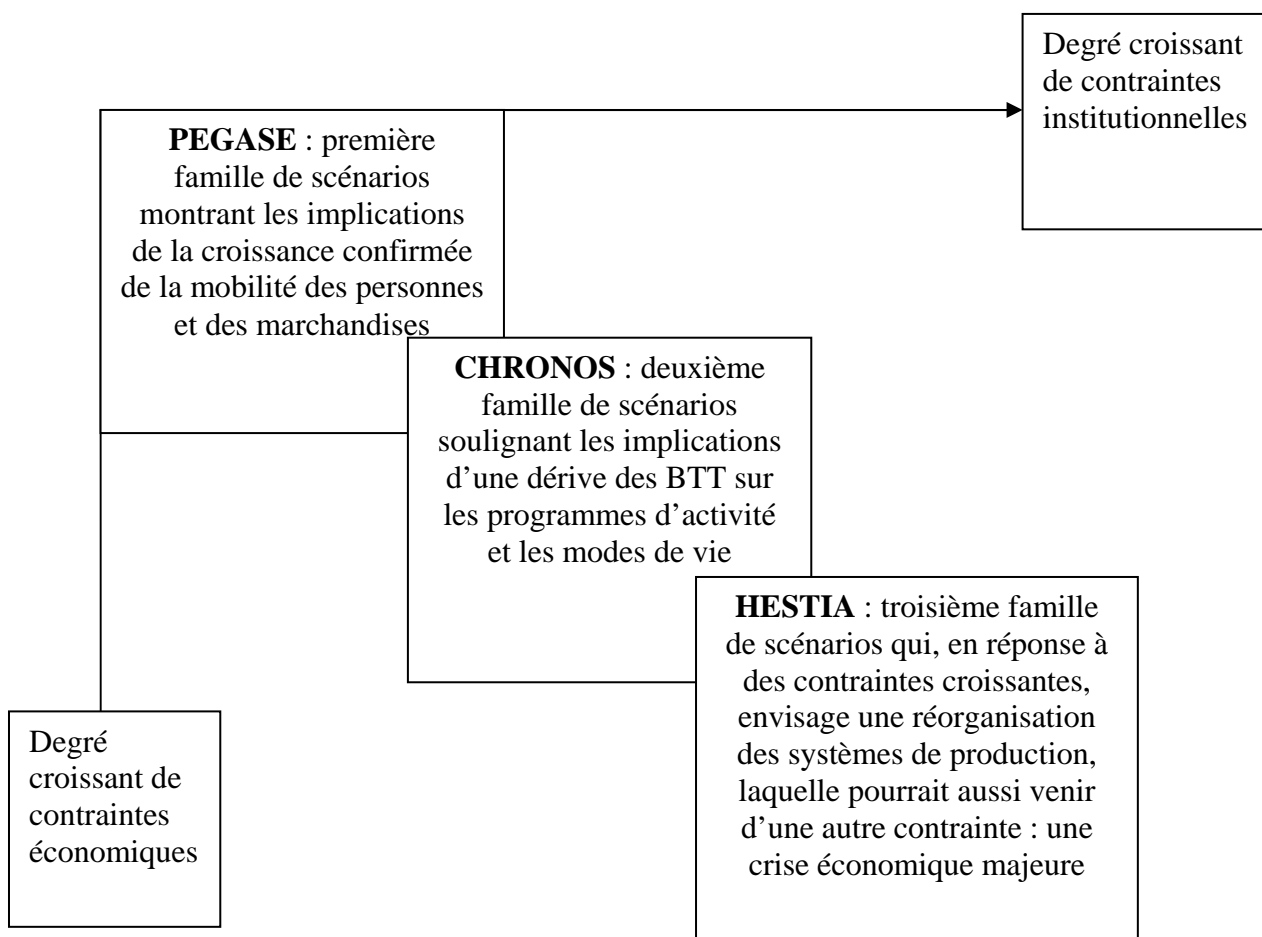 Degré croissant
de contraintes
institutionnelles
PEGASE : première
famille de scénarios
montrant les implications
de la croissance confirmée
de la mobilité des personnes
et des marchandises
CHRONOS : deuxième
famille de scénarios
soulignant les implications
d’une dérive des BTT sur
les programmes d’activité
et les modes de vie
HESTIA : troisième famille
de scénarios qui, en réponse à
des contraintes croissantes,
envisage une réorganisation
des systèmes de production,
laquelle pourrait aussi venir
d’une autre contrainte : une
crise économique majeure
Degré
croissant de
contraintes
économiques